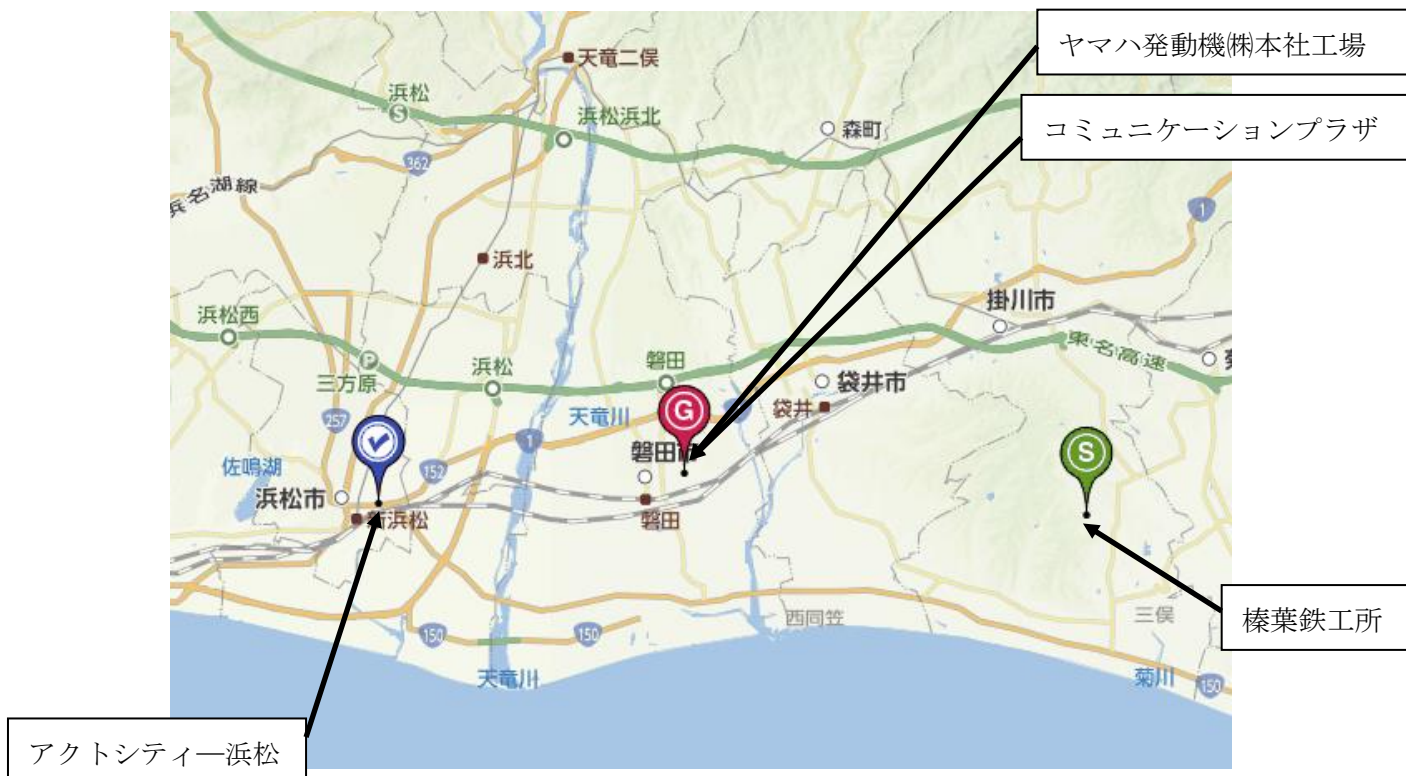 ヤマハ発動機㈱本社工場
コミュニケーションプラザ
天竜二俣
浜松
S
浜松浜北
森町
362
浜名湖線
1
浜北
掛川市
浜松西
東名高速
P
三方原
浜松
磐田
袋井市
袋井
天竜川
G
257
1
磐田市
S
佐鳴湖
152
浜松市
新浜松
磐田
西同笠
三俣
榛葉鉄工所
150
150
天竜川
菊川
150
アクトシティ―浜松